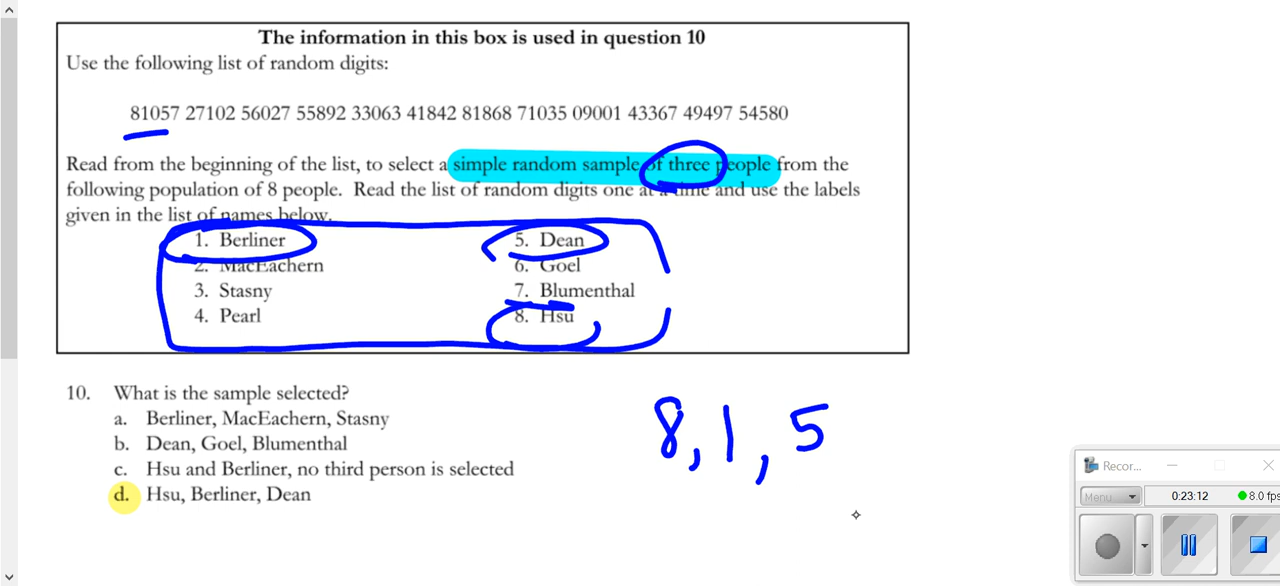 The information in this box is used in question 10
Use the following list of random digits:
81057 27102 56027 55892 33063 41842 81868 71035 09001 43367 49497 54580
Read from the beginning of the list, to select a simple random sample of three people from the
following population of 8 people. Read the list of random digits one at a time and use the labels
given in the list of names below.
1. Berliner
2. MacEachern
3. Stasny
4. Pearl
5. Dean
6. Goel
7. Blumenthal
8. Hsu
10. What is the sample selected?
a. Berliner, MacEachern, Stasny
b. Dean, Goel, Blumenthal
c. Hsu and Berliner, no third person is selected
d. Hsu, Berliner, Dean
8, 1, 5
Recor...
Menu
0:23:12
8.0 fps